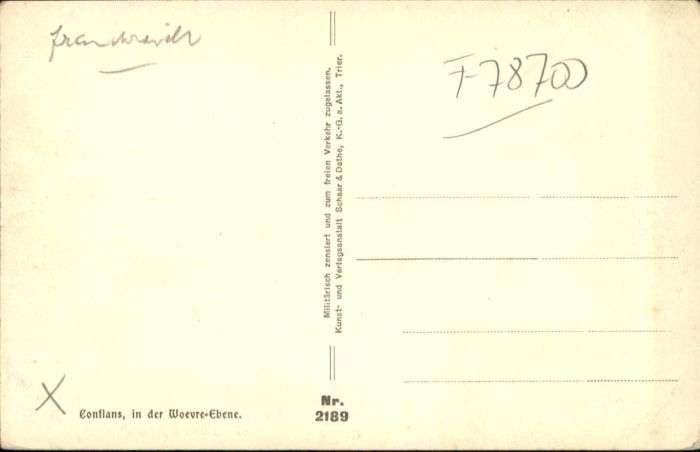 frankreich
F-78700
Militärisch zensiert und zum freien Verkehr zugelassen.
Kunst- und Verlagsanstalt Schaar & Dathe, K.-G. a. Akt., Trier.
X
Conflans, in der Woevre-Ebene.
Nr.
2189